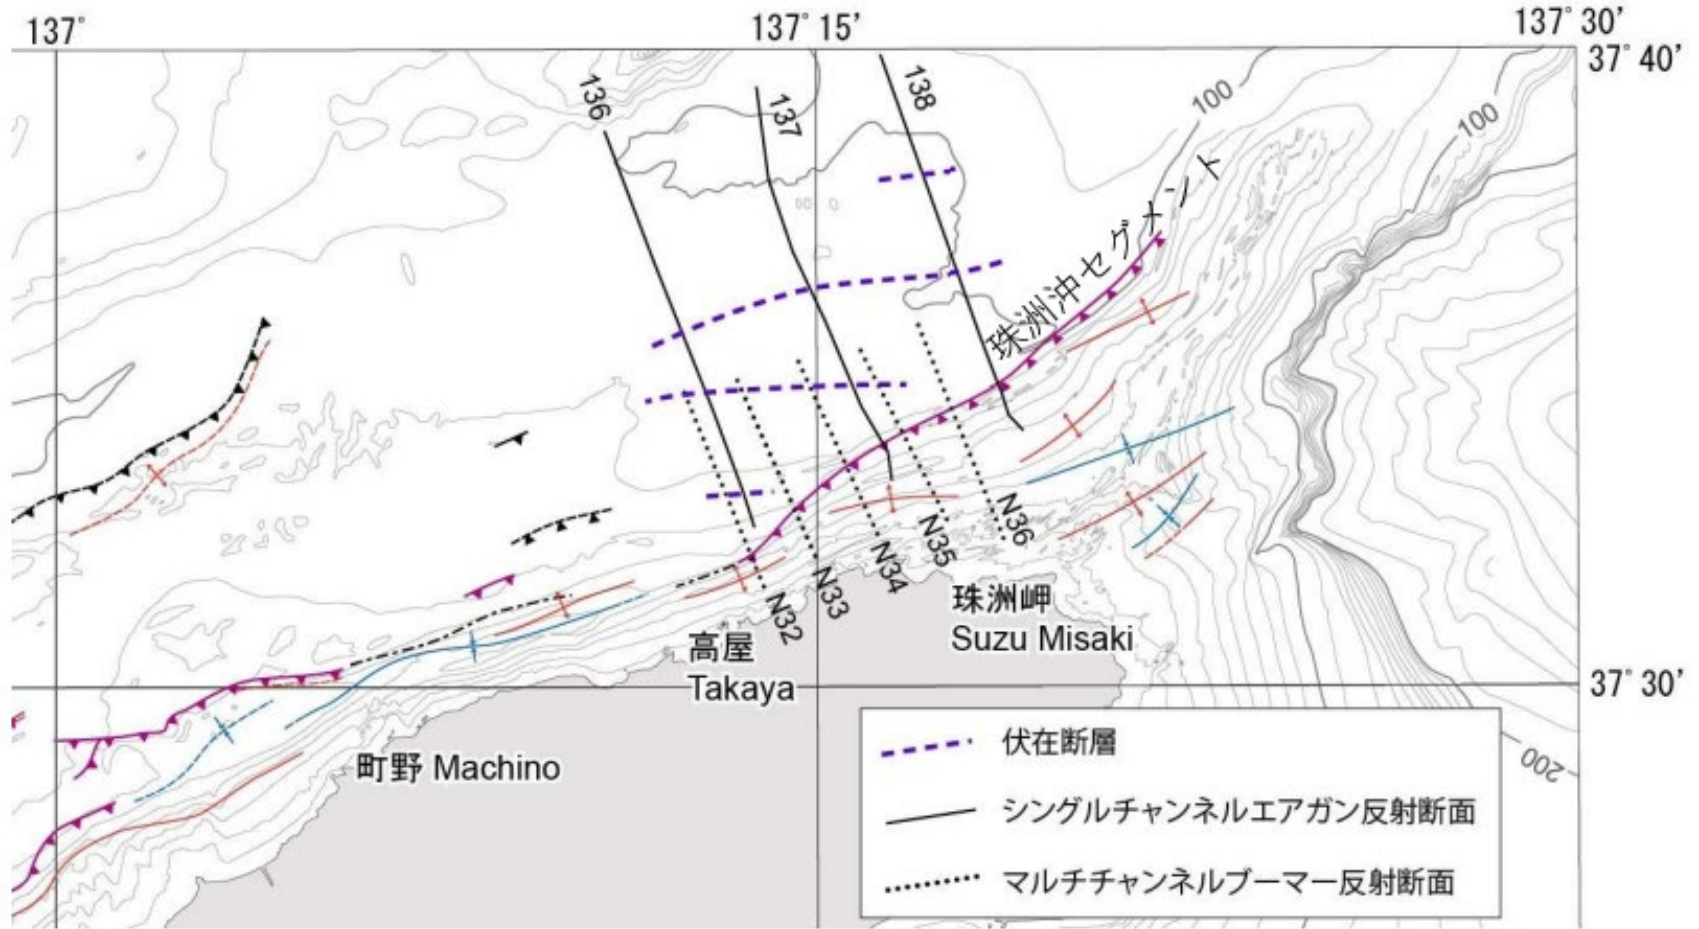 137°
137°15'
137°30'
37°40'
136
137
138
100
100
珠洲沖セグメント
N36
N35
N34
N33
N32
珠洲岬
Suzu Misaki
高屋
Takaya
37°30'
町野 Machino
伏在断層
シングルチャンネルエアガン反射断面
マルチチャンネルブーマー反射断面
200